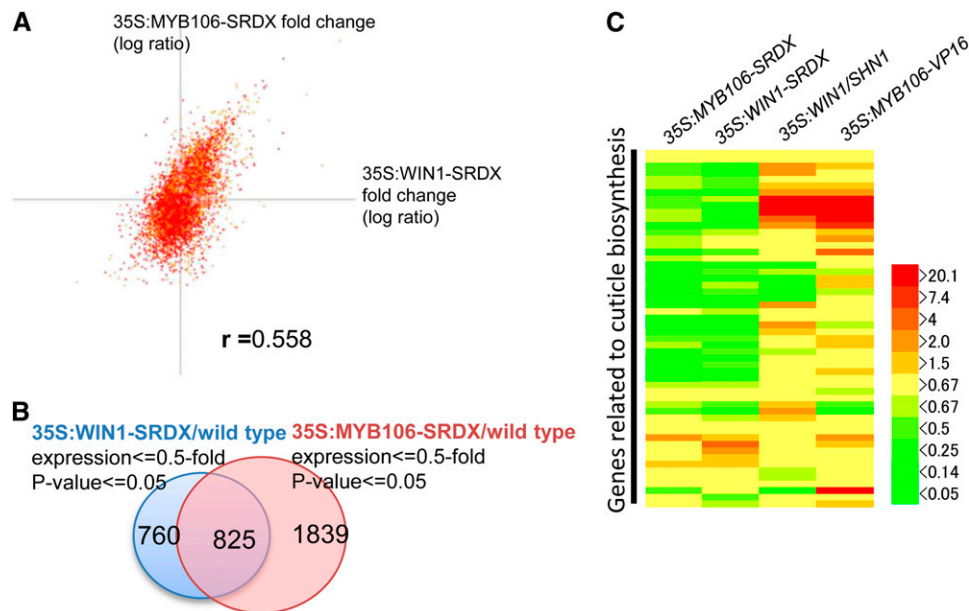 A
35S:MYB106-SRDX fold change
(log ratio)
35S:WIN1-SRDX
fold change
(log ratio)
r =0.558
B
35S:WIN1-SRDX/wild type
expression<=0.5-fold
P-value<=0.05
35S:MYB106-SRDX/wild type
expression<=0.5-fold
P-value<=0.05
760
825
1839
C
35S:MYB106-SRDX
35S:WIN1-SRDX
35S:WIN1/SHN1
35S:MYB106-VP16
Genes related to cuticle biosynthesis
>20.1
>7.4
>4
>2.0
>1.5
>0.67
<0.67
<0.5
<0.25
<0.14
<0.05